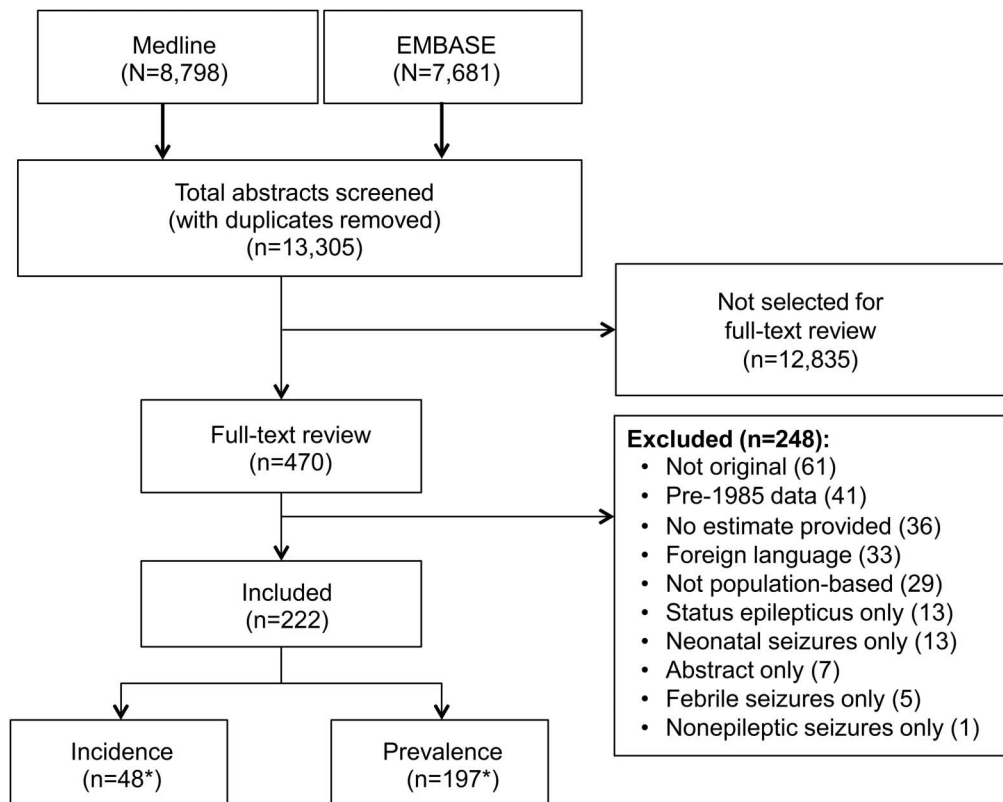 Medline
(N=8,798)
EMBASE
(N=7,681)
Total abstracts screened
(with duplicates removed)
(n=13,305)
Not selected for
full-text review
(n=12,835)
Full-text review
(n=470)
Excluded (n=248):
• Not original (61)
• Pre-1985 data (41)
• No estimate provided (36)
• Foreign language (33)
• Not population-based (29)
• Status epilepticus only (13)
• Neonatal seizures only (13)
• Abstract only (7)
• Febrile seizures only (5)
• Nonepileptic seizures only (1)
Included
(n=222)
Incidence
(n=48*)
Prevalence
(n=197*)